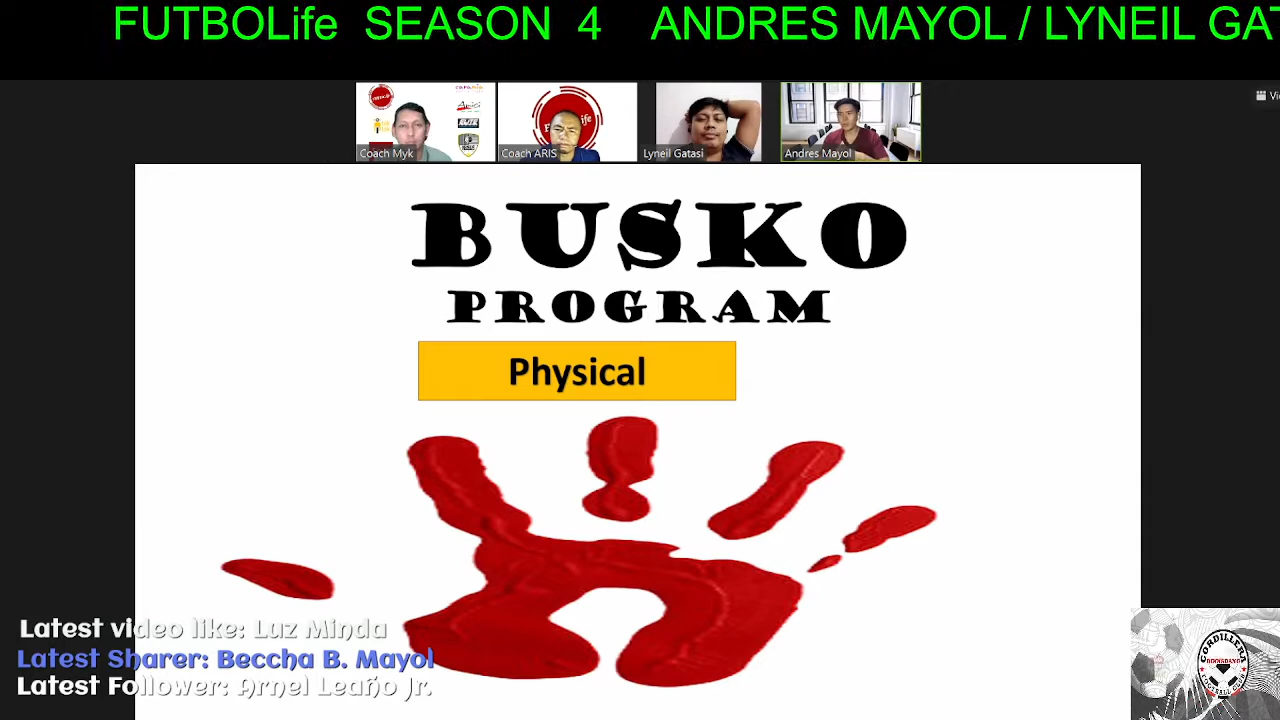 FUTBOLife SEASON 4 ANDRES MAYOL / LYNEIL GAT
Coach Myk
Coach ARIS
Lyneil Gatasi
Andres Mayol
BUSKO
PROGRAM
Physical
Latest video like: Luz Minda
Latest Sharer: Beccha B. Mayol
Latest Follower: Arnel Leaño Jr.
CORDILLERA